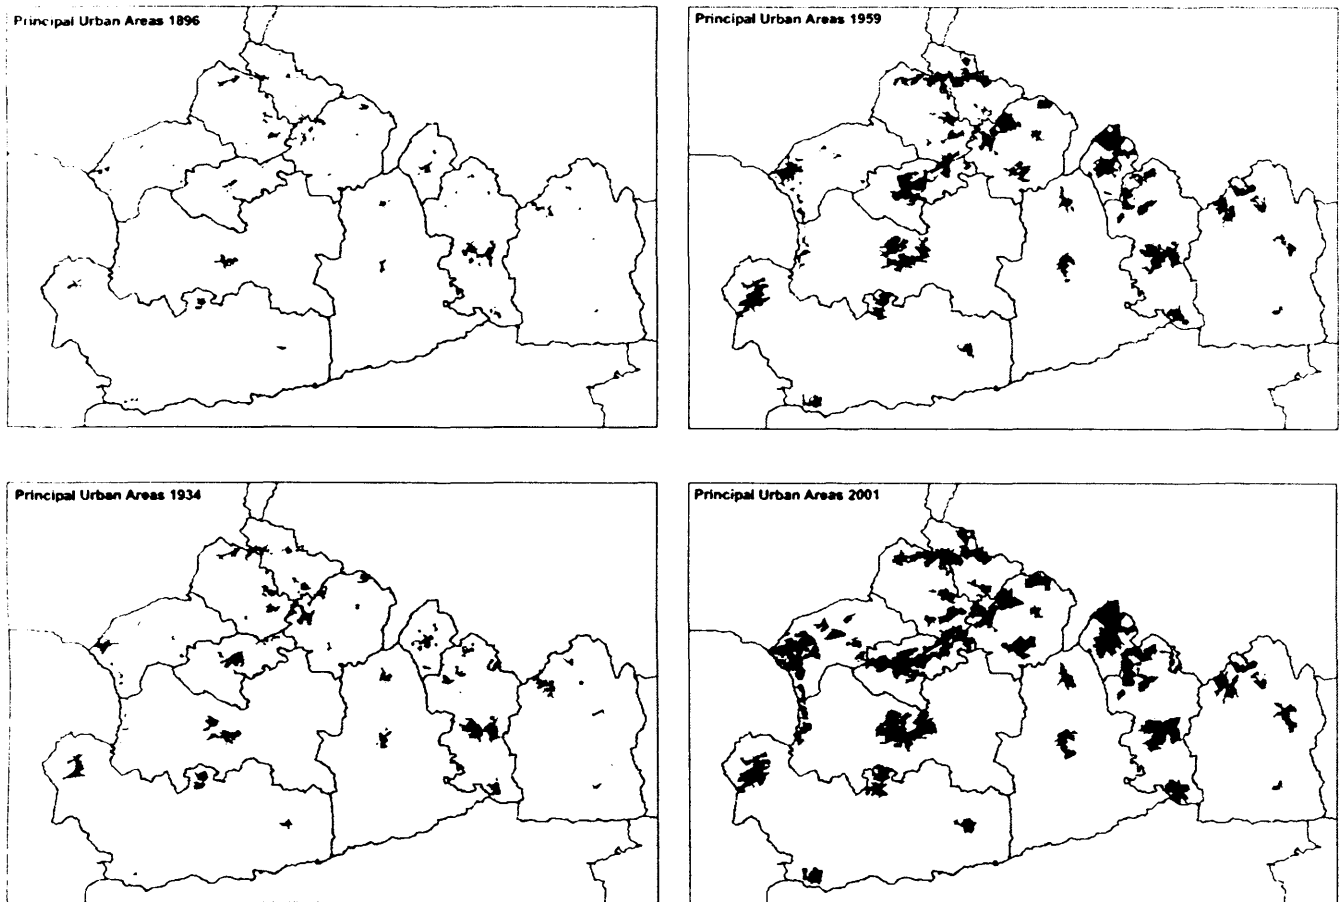 Principal Urban Areas 1896
Principal Urban Areas 1959
Principal Urban Areas 1934
Principal Urban Areas 2001